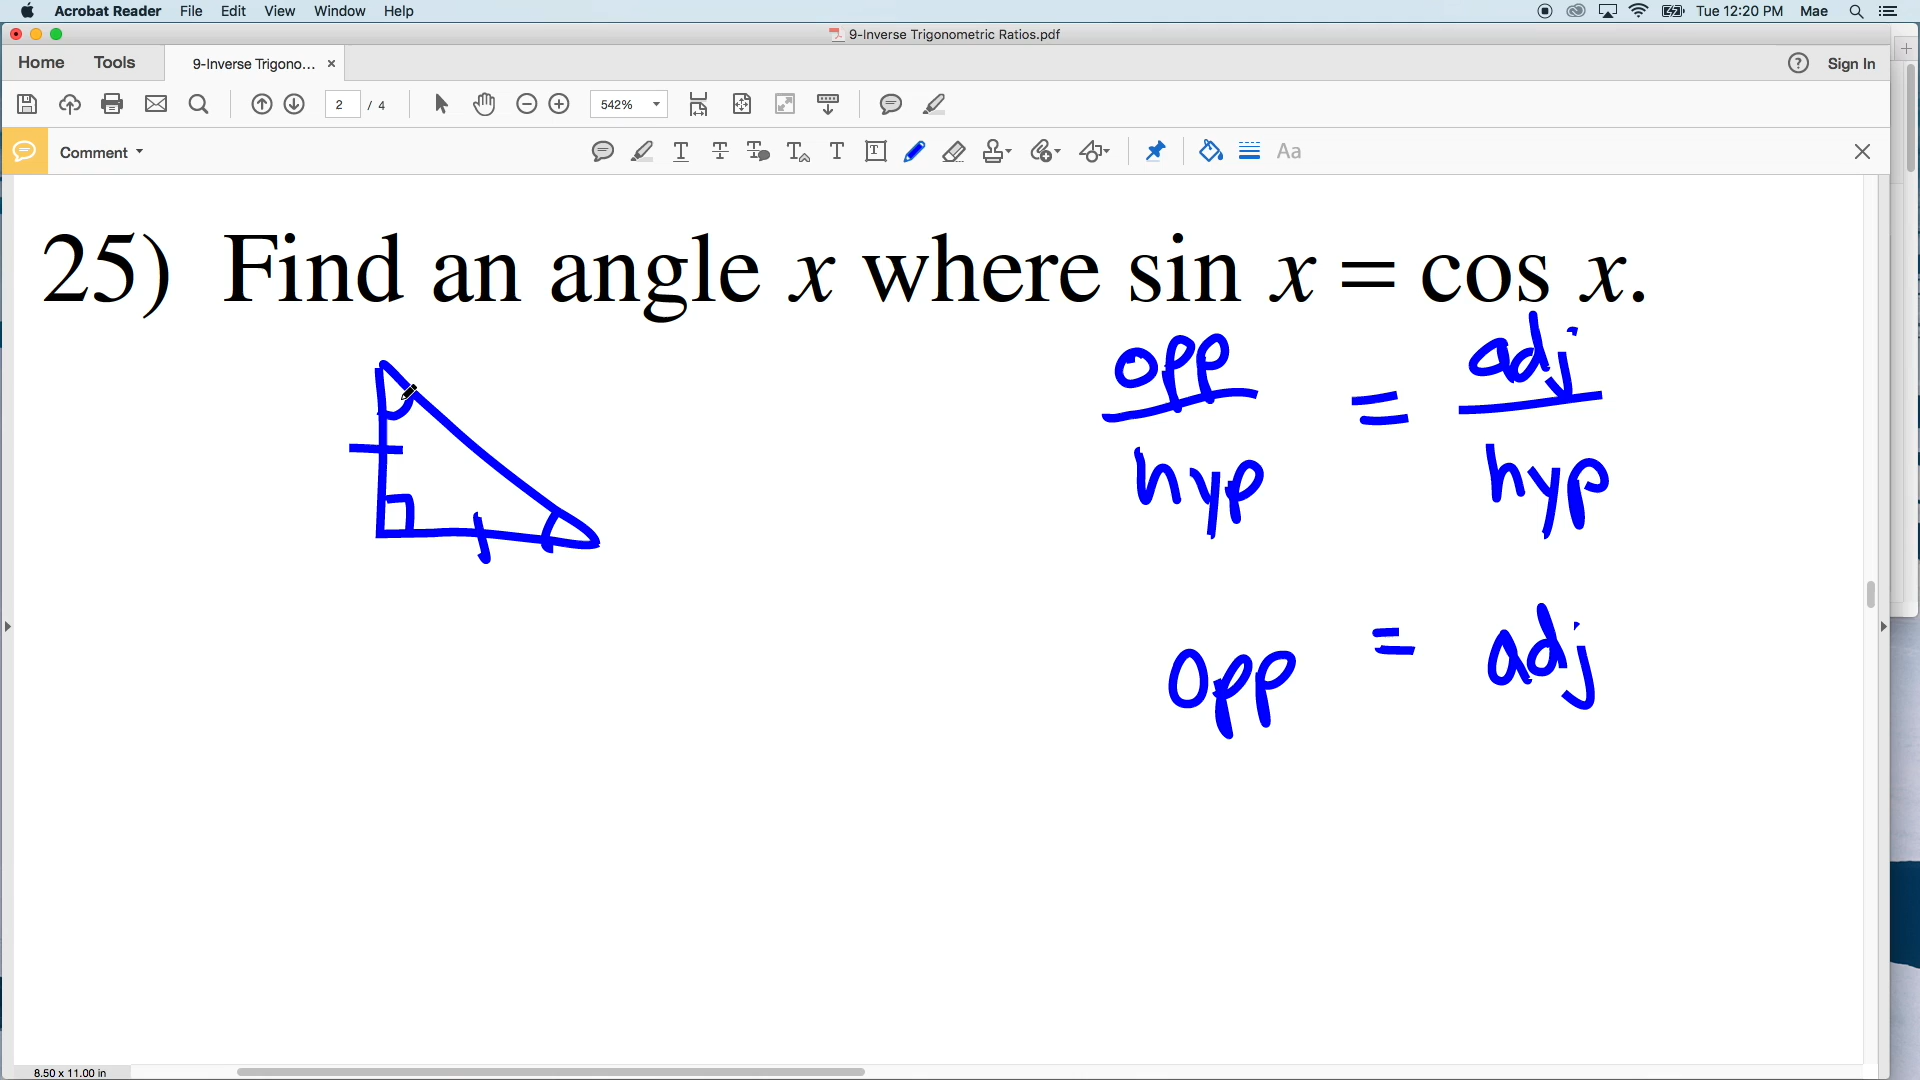 Acrobat Reader File Edit View Window Help Tue 12:20 PM Mae
9-Inverse Trigonometric Ratios.pdf
Home Tools 9-Inverse Trigono... × ? Sign In
2 / 4 542%
Comment T T T T T T Aa
25) Find an angle x where sin x = cos x.
opp = adj
hyp hyp
opp = adj
8.50 x 11.00 in